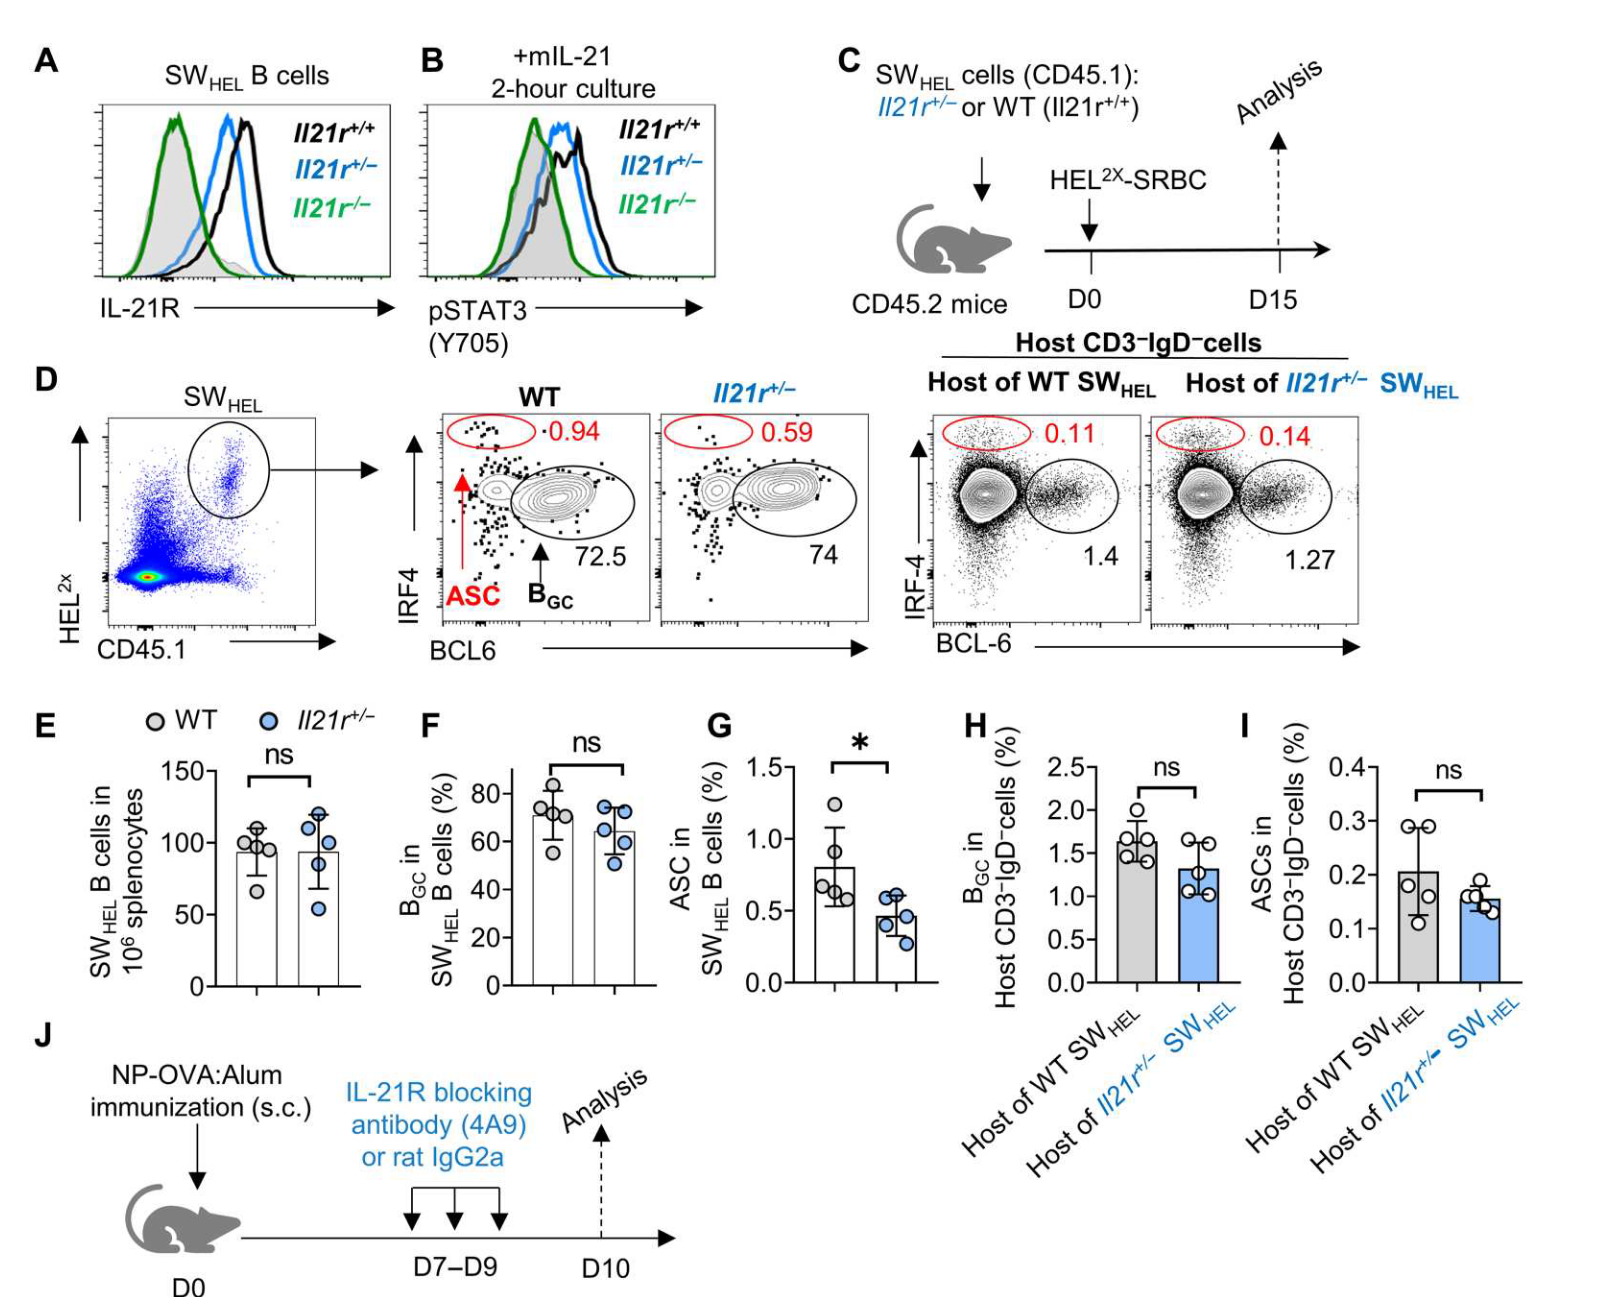 A
SWHEL B cells
Il21r+/+
Il21r+/–
Il21r-/–
IL-21R
B
+mIL-21
2-hour culture
Il21r+/+
Il21r+/–
Il21r-/–
pSTAT3
(Y705)
C
SWHEL cells (CD45.1):
Il21r+/– or WT (Il21r+/+)
Analysis
HEL2X-SRBC
D0
D15
CD45.2 mice
D
SWHEL
HEL2x
CD45.1
WT
Il21r+/–
0.94
0.59
72.5
74
ASC
BGC
IRF4
BCL6
Host CD3–IgD–cells
Host of WT SWHEL
Host of Il21r+/– SWHEL
0.11
0.14
1.4
1.27
IRF-4
BCL-6
E
WT
Il21r+/–
ns
SWHEL B cells in
106 splenocytes
150
100
50
0
F
ns
BGC in
SWHEL B cells (%)
80
60
40
20
0
G
*
ASC in
SWHEL B cells (%)
1.5
1.0
0.5
0.0
H
ns
BGC in
Host CD3–IgD–cells (%)
2.5
2.0
1.5
1.0
0.5
0.0
Host of WT SWHEL
Host of Il21r+/– SWHEL
I
ns
ASCs in
Host CD3–IgD–cells (%)
0.4
0.3
0.2
0.1
0.0
Host of WT SWHEL
Host of Il21r+/– SWHEL
J
NP-OVA:Alum
immunization (s.c.)
IL-21R blocking
antibody (4A9)
or rat IgG2a
Analysis
D0
D7–D9
D10